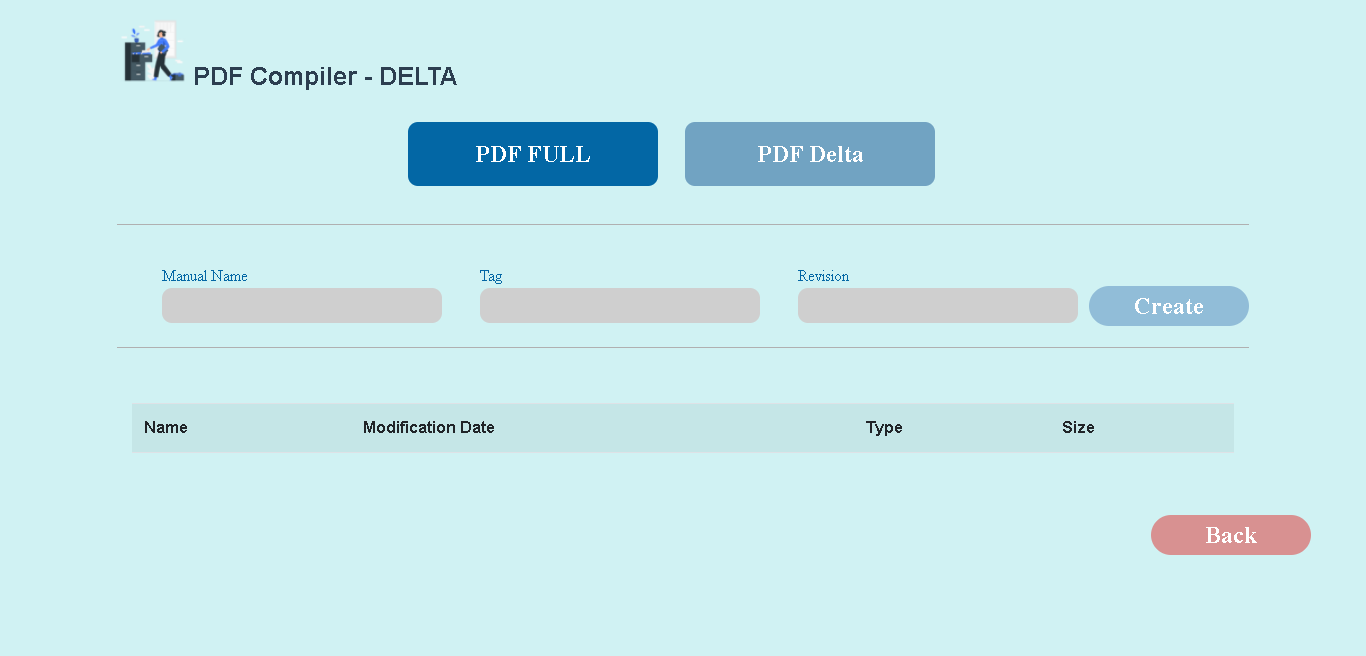 PDF Compiler - DELTA
PDF FULL PDF Delta
Manual Name Tag Revision
Create
Name Modification Date Type Size
Back